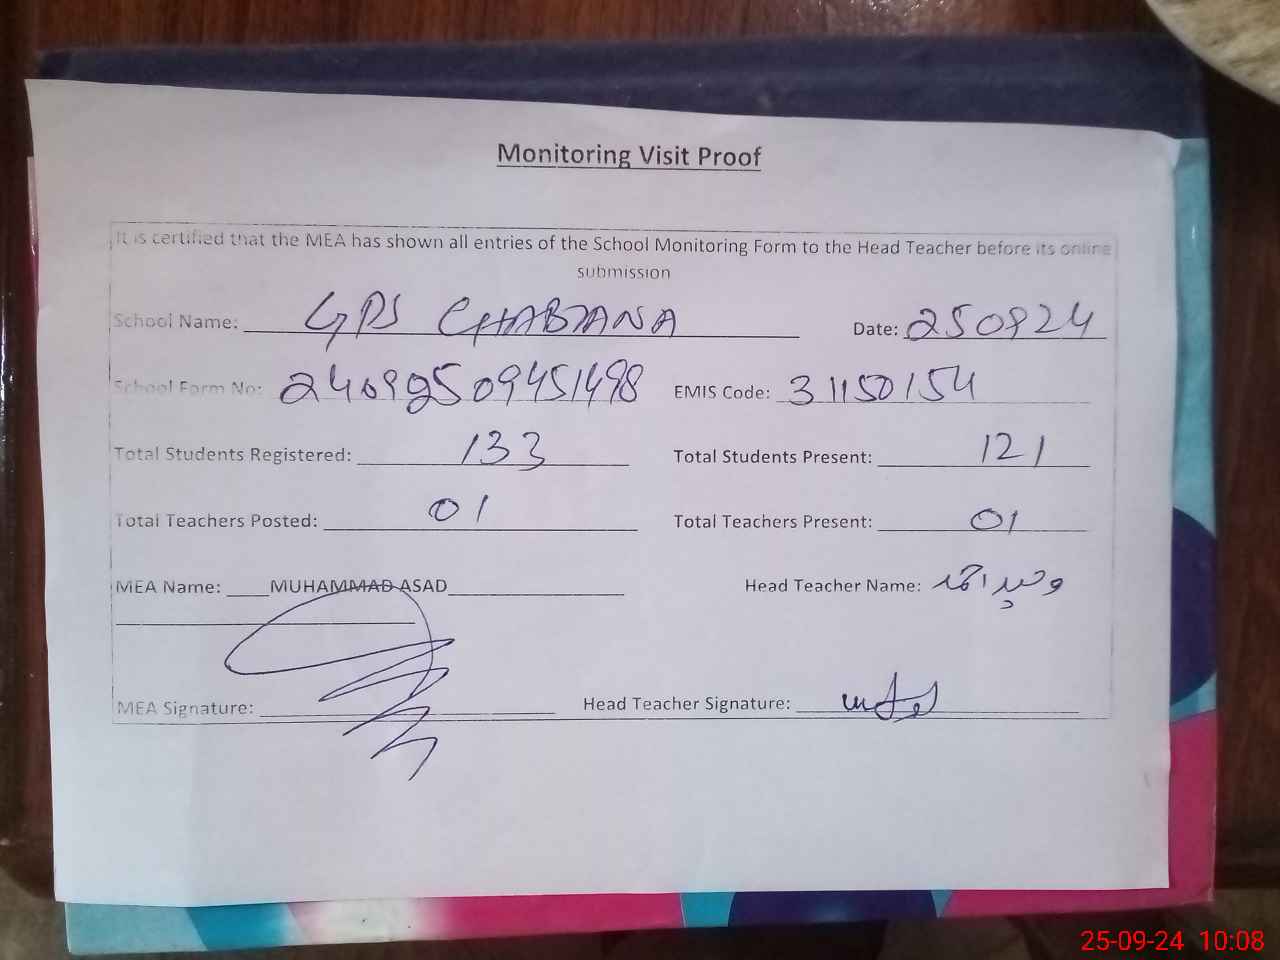 Monitoring Visit Proof
It is certified that the MEA has shown all entries of the School Monitoring Form to the Head Teacher before its online
submission
School Name: GPS CHABIANA Date: 250924
School Form No: 24092509451498 EMIS Code: 31150154
Total Students Registered: 133 Total Students Present: 121
Total Teachers Posted: 01 Total Teachers Present: 01
MEA Name: MUHAMMAD ASAD Head Teacher Name: وحید احمد
MEA Signature: Head Teacher Signature:
25-09-24 10:08